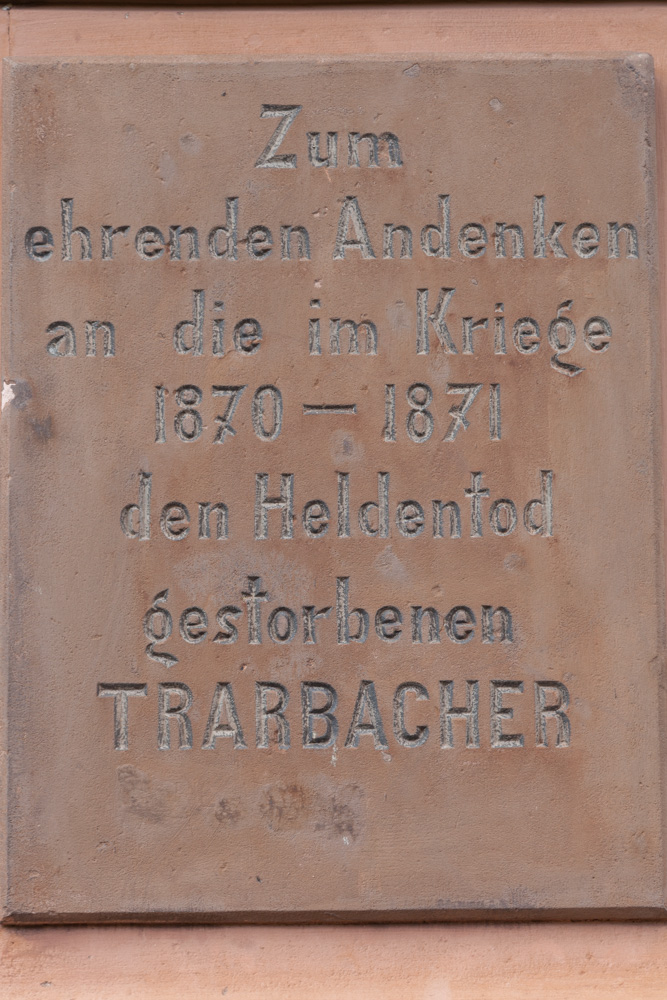 Zum
ehrenden Andenken
an die im Kriege
1870 — 1871
den Heldentod
gestorbenen
TRARBACHER